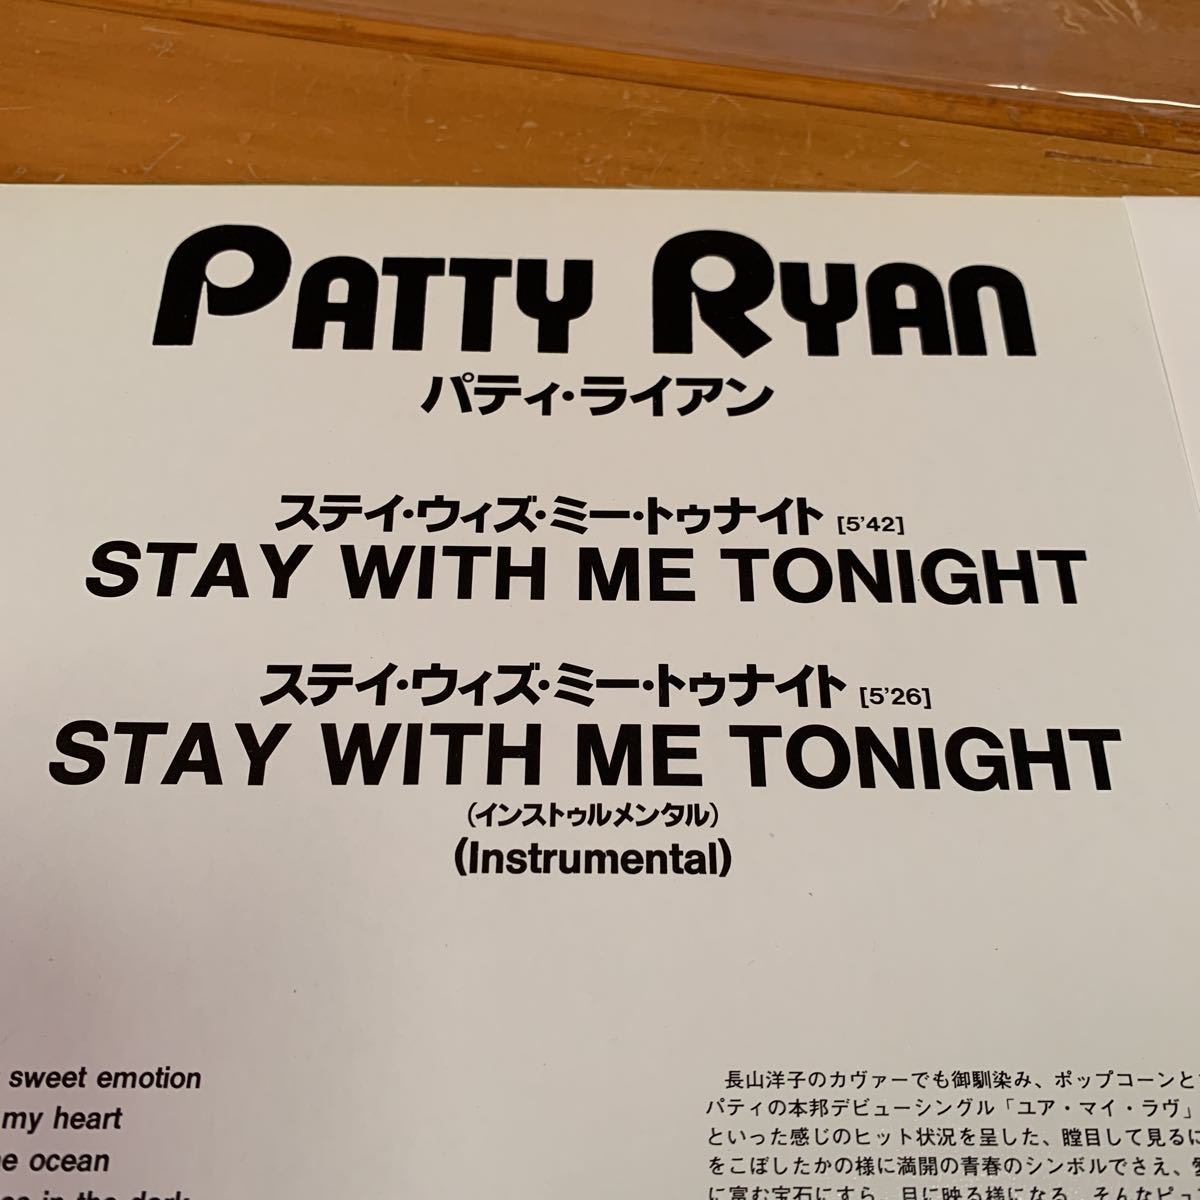 PATTY RYAN
パティ・ライアン
ステイ・ウィズ・ミー・トゥナイト [5'42]
STAY WITH ME TONIGHT
ステイ・ウィズ・ミー・トゥナイト [5'26]
STAY WITH ME TONIGHT
(インストゥルメンタル)
(Instrumental)
sweet emotion
my heart
ocean
in the dark
長山洋子のカヴァーでも御馴染み、ポップコーンと
パティの本邦デビューシングル「ユア・マイ・ラヴ」
といった感じのヒット状況を呈した、瞠目して見るに
をこぼしたかの様に満開の青春のシンボルでさえ、
に富む宝石にすら、目に映る様になる。そんなピ